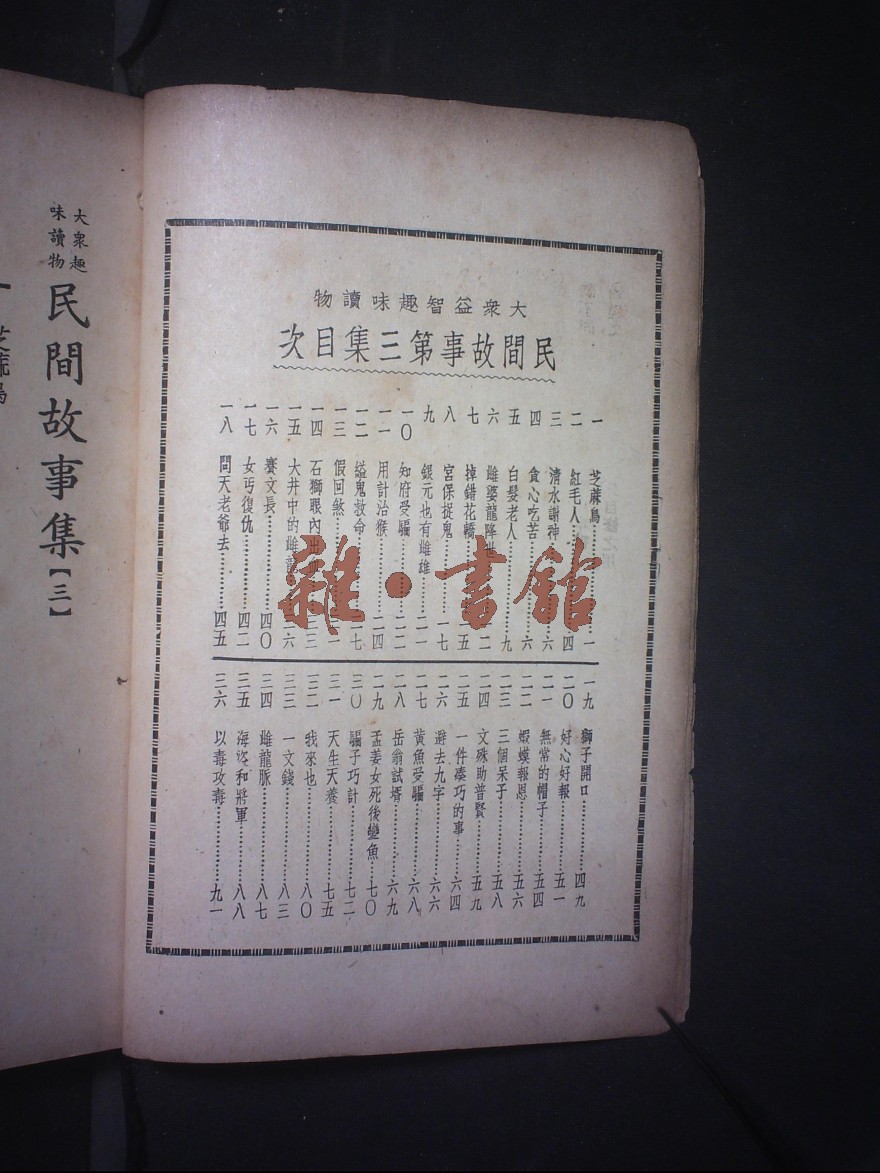 大衆益智趣味讀物
民間故事第三集目次
一 芝蔴鳥………一
二 紅毛人………四
三 清水謝神………六
四 貪心吃苦………六
五 白髮老人………九
六 雌婆龍降………二
七 掉錯花轎………五
八 宮保捉鬼………一七
九 銀元也有雌雄………二一
一〇 知府受騙………二二
一一 用計治猴………二四
一二 縊鬼救命………二七
一三 假回煞………一
一四 石獅眼內出………三
一五 大井中的雌龍………六
一六 賽文長………四〇
一七 女丐復仇………四二
一八 問天老爺去………四五
一九 獅子開口………四九
二〇 好心好報………五一
二一 無常的帽子………五四
二二 蝦蟆報恩………五六
二三 三個呆子………五八
二四 文殊助普賢………五九
二五 一件湊巧的事………六四
二六 避去九字………六六
二七 黃魚受騙………六八
二八 岳翁試壻………六九
二九 孟姜女死後變魚………七〇
三〇 騙子巧計………七二
三一 天生天養………七五
三二 我來也………八〇
三三 一文錢………八三
三四 雌龍脈………八七
三五 海盜和將軍………八八
三六 以毒攻毒………九一
雜·書館
大衆趣
味讀物
民間故事集【三】
芝蔴鳥